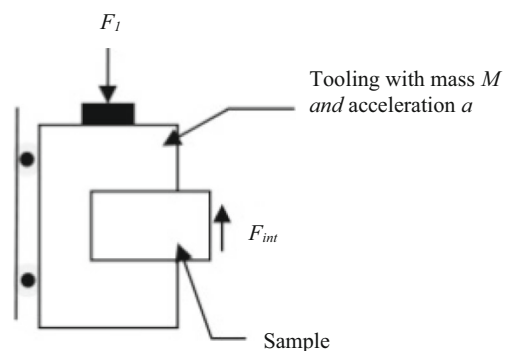 F1
Tooling with mass M
and acceleration a
Fint
Sample